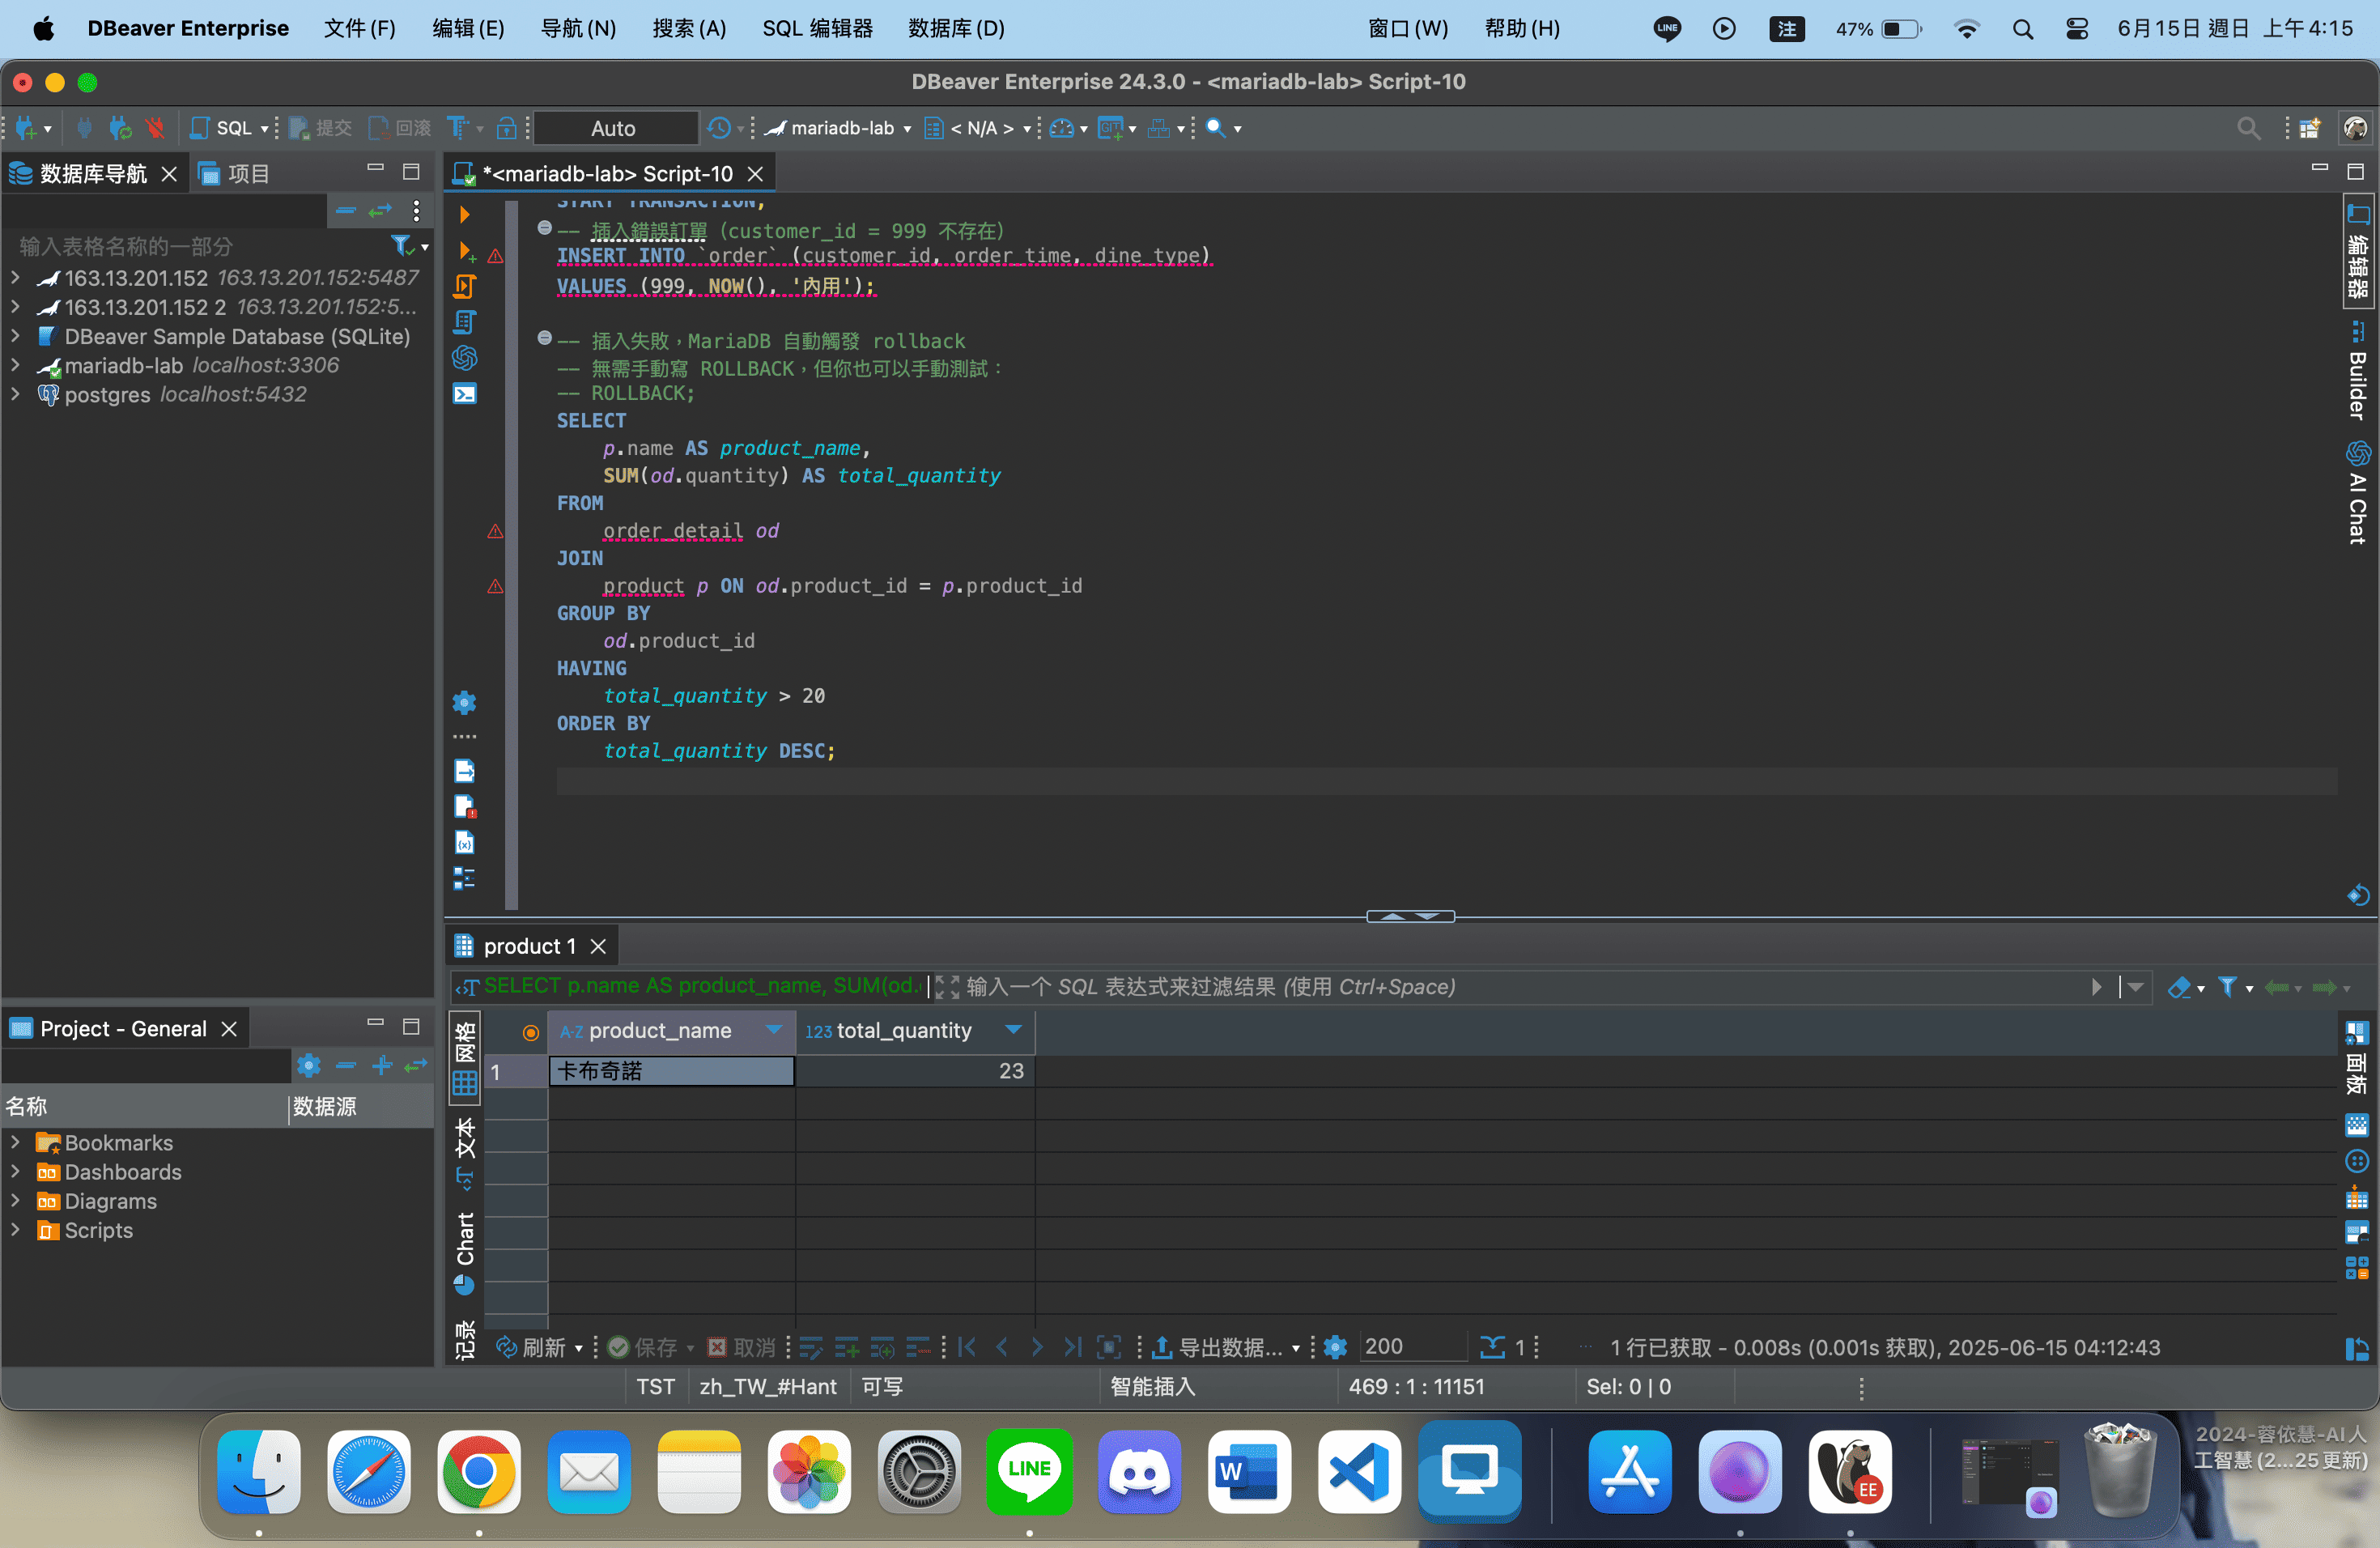 DBeaver Enterprise 文件(F) 编辑(E) 导航(N) 搜索(A) SQL 编辑器 数据库(D) 窗口(W) 帮助(H) LINE 注 47% 6月15日 週日 上午4:15
DBeaver Enterprise 24.3.0 - <mariadb-lab> Script-10
SQL 提交 回滚 Auto mariadb-lab < N/A >
数据库导航 项目
*<mariadb-lab> Script-10
输入表格名称的一部分
163.13.201.152 163.13.201.152:5487
163.13.201.152 2 163.13.201.152:5...
DBeaver Sample Database (SQLite)
mariadb-lab localhost:3306
postgres localhost:5432
START TRANSACTION;
-- 插入錯誤訂單（customer_id = 999 不存在）
INSERT INTO `order` (customer_id, order_time, dine_type)
VALUES (999, NOW(), '內用');
-- 插入失敗，MariaDB 自動觸發 rollback
-- 無需手動寫 ROLLBACK，但你也可以手動測試：
-- ROLLBACK;
SELECT
p.name AS product_name,
SUM(od.quantity) AS total_quantity
FROM
order_detail od
JOIN
product p ON od.product_id = p.product_id
GROUP BY
od.product_id
HAVING
total_quantity > 20
ORDER BY
total_quantity DESC;
编辑器
Builder
AI Chat
Project - General
名称 数据源
Bookmarks
Dashboards
Diagrams
Scripts
product 1
SELECT p.name AS product_name, SUM(od.
输入一个 SQL 表达式来过滤结果 (使用 Ctrl+Space)
网格
文本
Chart
记录
A-Z product_name 123 total_quantity
1 卡布奇諾 23
面板
刷新 保存 取消 导出数据... 200 1 1 行已获取 - 0.008s (0.001s 获取), 2025-06-15 04:12:43
TST zh_TW_#Hant 可写 智能插入 469 : 1 : 11151 Sel: 0 | 0
LINE
W
EE
2024-蓉依慧-AI人
工智慧 (2...25更新)